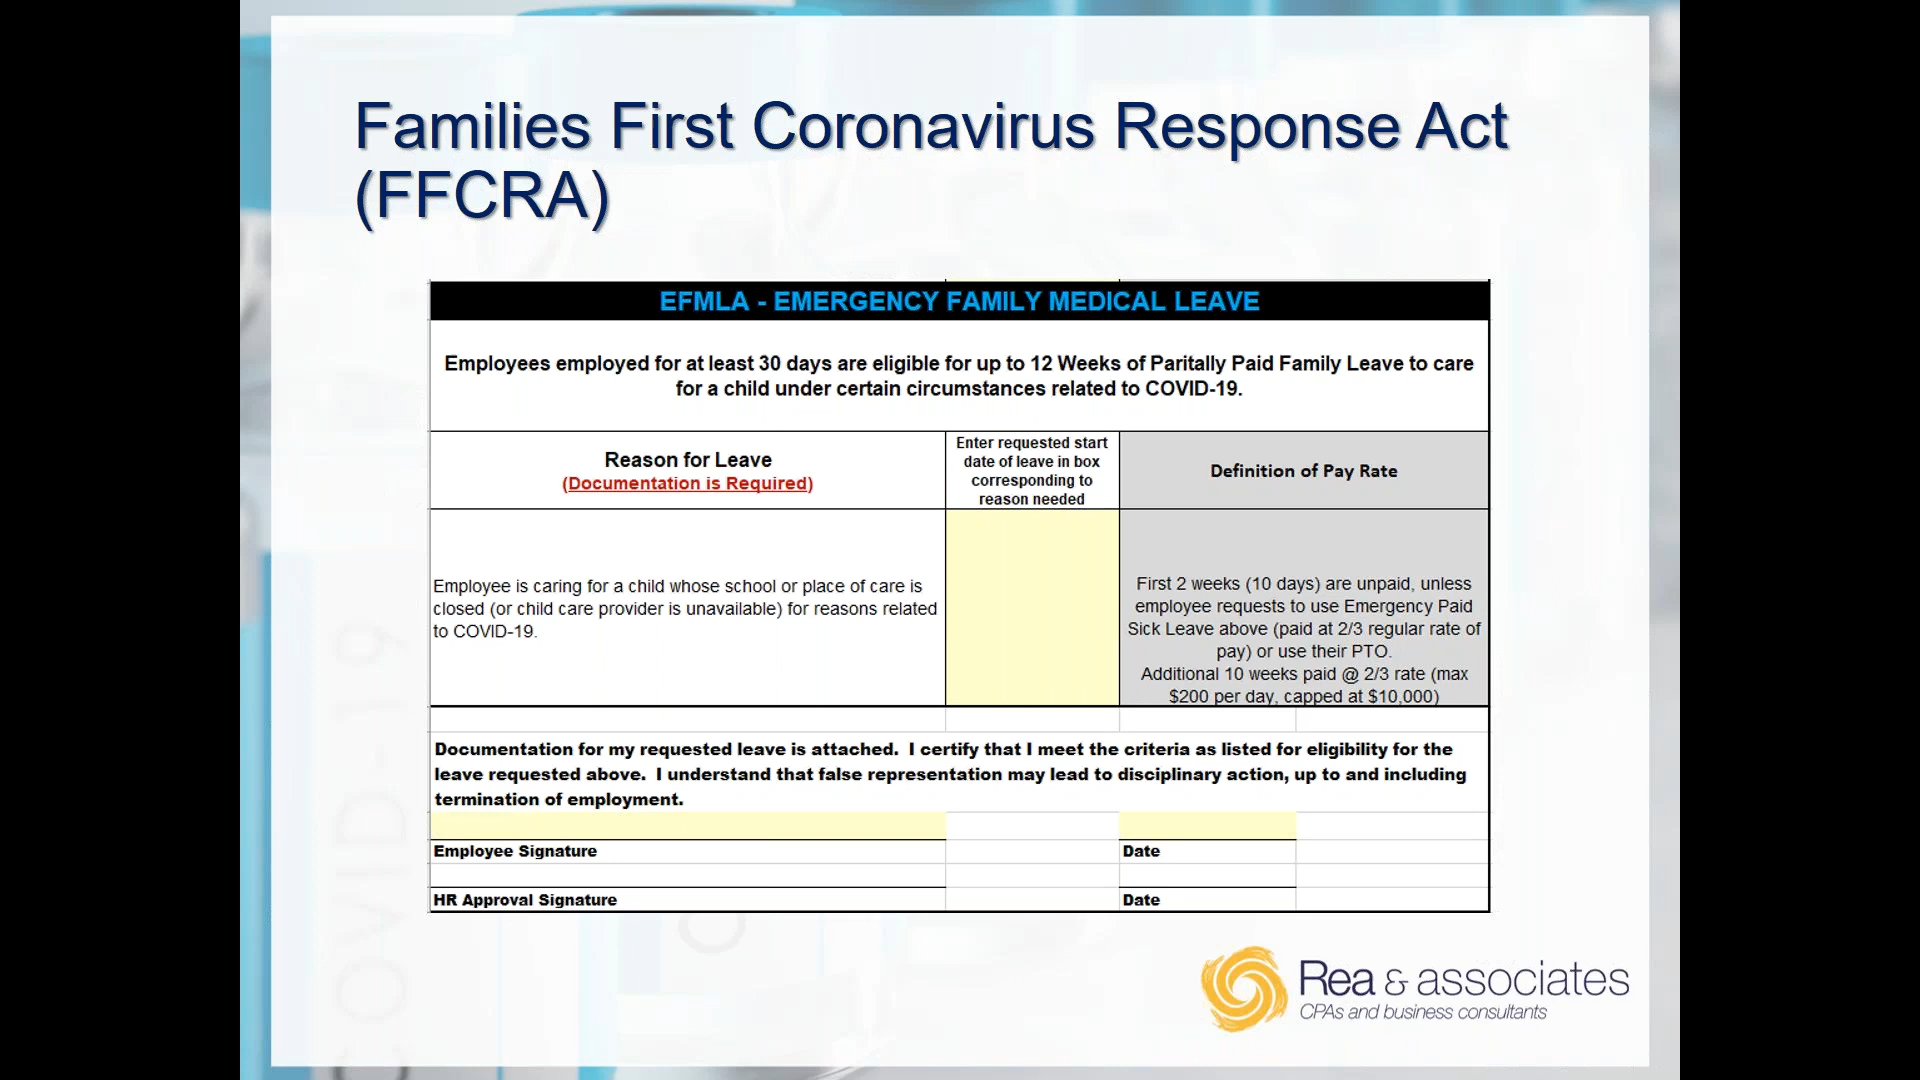 Families First Coronavirus Response Act
(FFCRA)
EFMLA - EMERGENCY FAMILY MEDICAL LEAVE
Employees employed for at least 30 days are eligible for up to 12 Weeks of Paritally Paid Family Leave to care
for a child under certain circumstances related to COVID-19.
Reason for Leave
(Documentation is Required)
Enter requested start
date of leave in box
corresponding to
reason needed
Definition of Pay Rate
Employee is caring for a child whose school or place of care is
closed (or child care provider is unavailable) for reasons related
to COVID-19.
First 2 weeks (10 days) are unpaid, unless
employee requests to use Emergency Paid
Sick Leave above (paid at 2/3 regular rate of
pay) or use their PTO.
Additional 10 weeks paid @ 2/3 rate (max
$200 per day, capped at $10,000)
Documentation for my requested leave is attached. I certify that I meet the criteria as listed for eligibility for the
leave requested above. I understand that false representation may lead to disciplinary action, up to and including
termination of employment.
Employee Signature
Date
HR Approval Signature
Date
COVID-19
Rea & associates
CPAs and business consultants